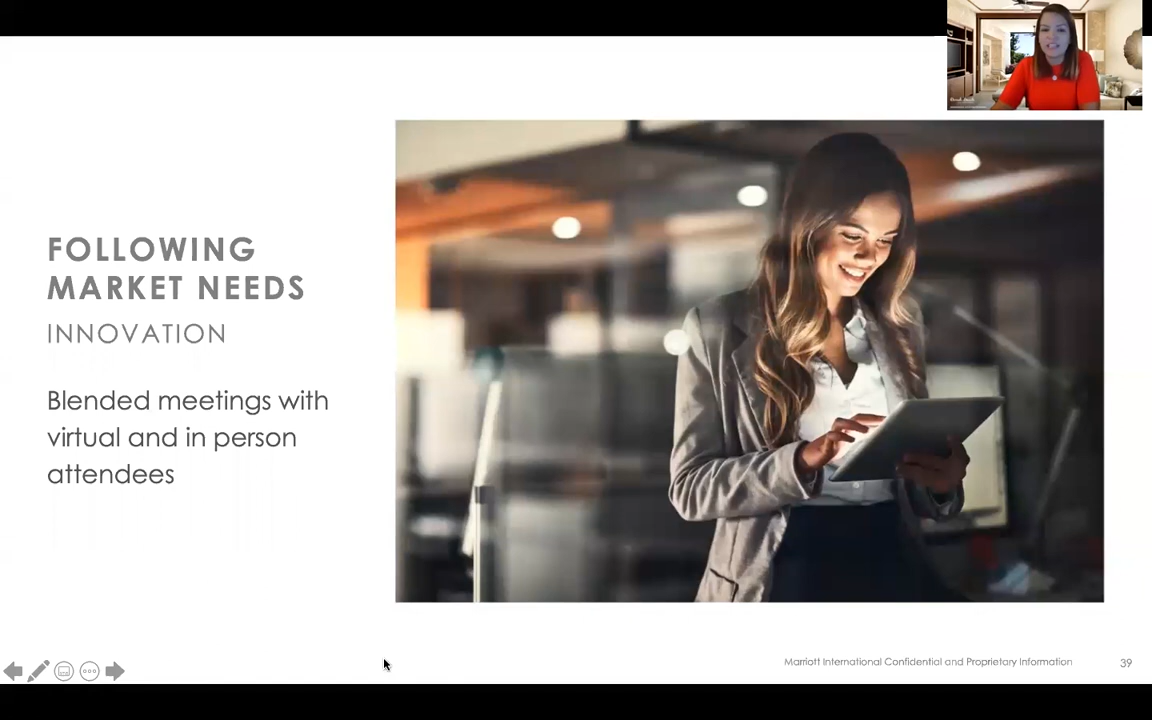 FOLLOWING
MARKET NEEDS
INNOVATION
Blended meetings with
virtual and in person
attendees
Marriott International Confidential and Proprietary Information
39